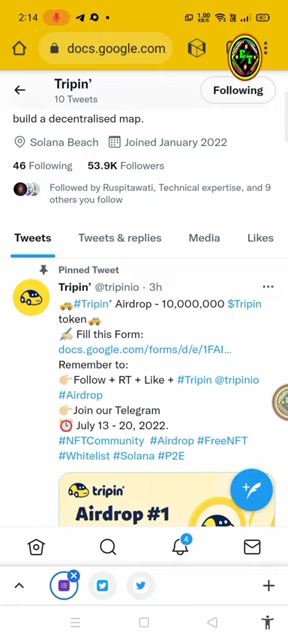 2:14
1.00 KB/S
80
docs.google.com
Tripin’
10 Tweets
Following
build a decentralised map.
Solana Beach Joined January 2022
46 Following 53.9K Followers
Followed by Ruspitawati, Technical expertise, and 9
others you follow
Tweets Tweets & replies Media Likes
Pinned Tweet
Tripin’ @tripinio · 3h
🚕#Tripin’ Airdrop - 10,000,000 $Tripin
token🚕
✍🏻 Fill this Form:
docs.google.com/forms/d/e/1FAI...
Remember to:
👉🏻Follow + RT + Like + #Tripin @tripinio
#Airdrop
👉🏻Join our Telegram
⏰ July 13 - 20, 2022.
#NFTCommunity #Airdrop #FreeNFT
#Whitelist #Solana #P2E
tripin’
Airdrop #1
4